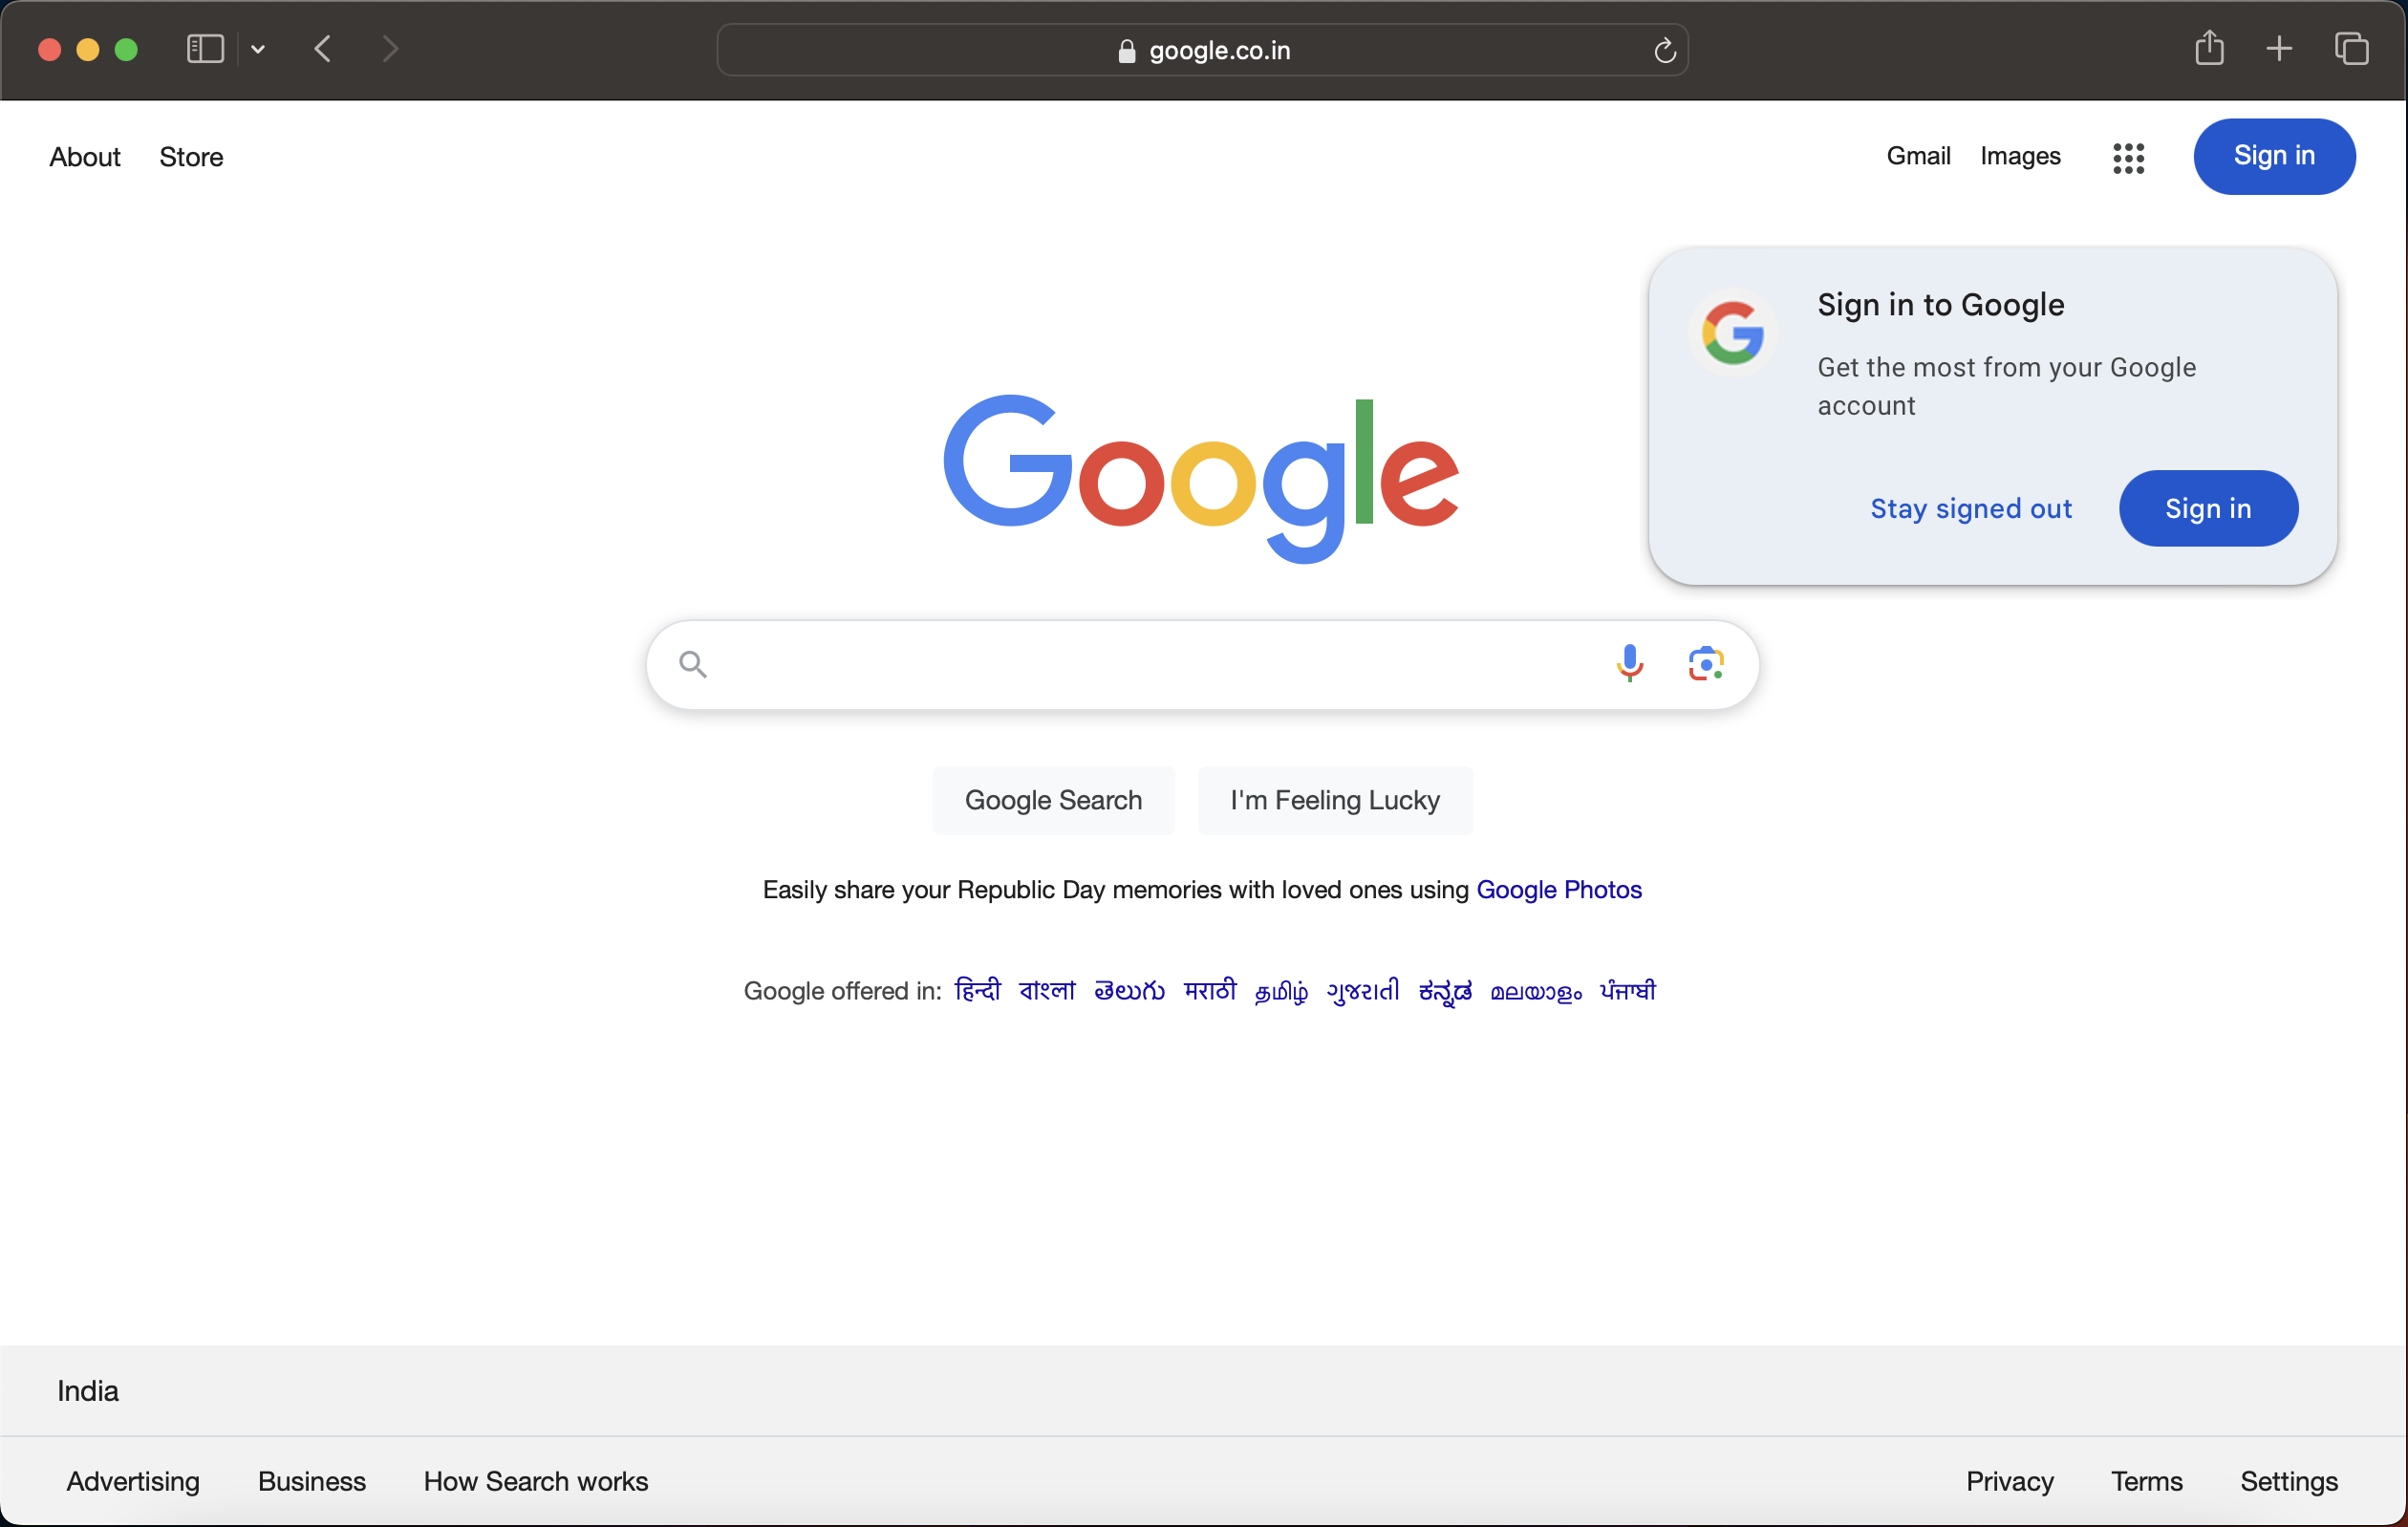 google.co.in
About Store
Gmail Images Sign in
Sign in to Google
Get the most from your Google
account
Stay signed out Sign in
Google
Google Search I'm Feeling Lucky
Easily share your Republic Day memories with loved ones using Google Photos
Google offered in: हिन्दी বাংলা తెలుగు मराठी தமிழ் ગુજરાતી ಕನ್ನಡ മലയാളം ਪੰਜਾਬੀ
India
Advertising Business How Search works
Privacy Terms Settings